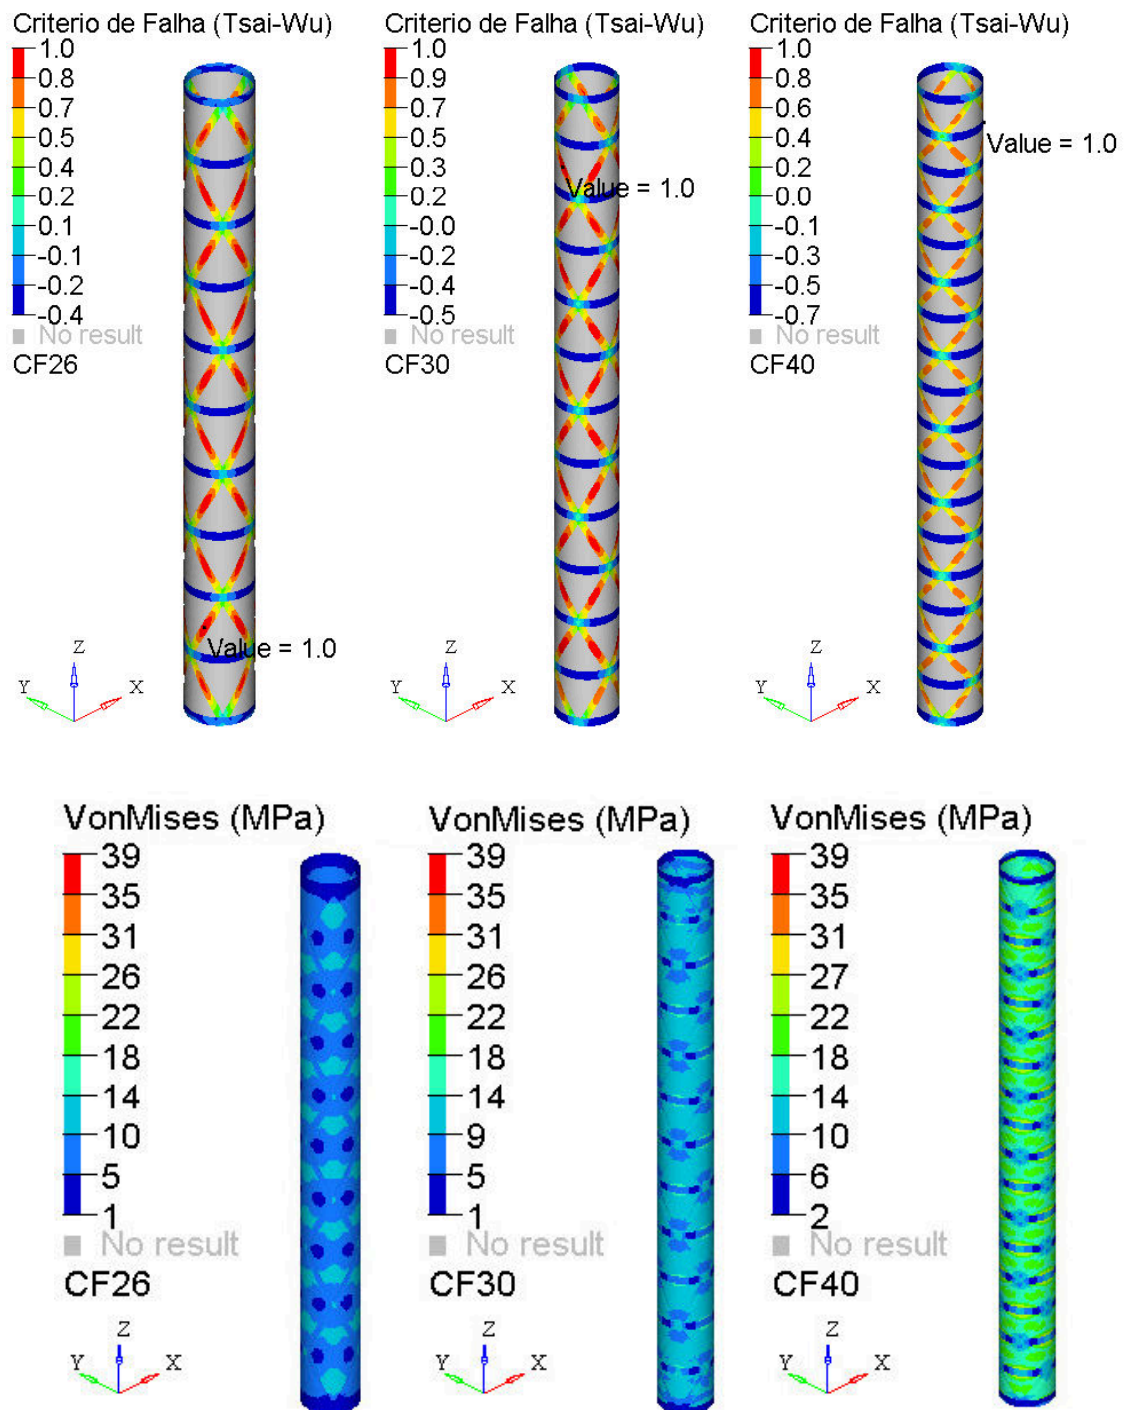 Criterio de Falha (Tsai-Wu)
1.0
0.8
0.7
0.5
0.4
0.2
0.1
-0.1
-0.2
-0.4
No result
CF26
Value = 1.0
Z
Y
X
Criterio de Falha (Tsai-Wu)
1.0
0.9
0.7
0.5
0.3
0.2
-0.0
-0.2
-0.4
-0.5
No result
CF30
Value = 1.0
Z
Y
X
Criterio de Falha (Tsai-Wu)
1.0
0.8
0.6
0.4
0.2
0.0
-0.1
-0.3
-0.5
-0.7
No result
CF40
Value = 1.0
Z
Y
X
VonMises (MPa)
39
35
31
26
22
18
14
10
5
1
No result
CF26
Z
Y
X
VonMises (MPa)
39
35
31
26
22
18
14
9
5
1
No result
CF30
Z
Y
X
VonMises (MPa)
39
35
31
27
22
18
14
10
6
2
No result
CF40
Z
Y
X